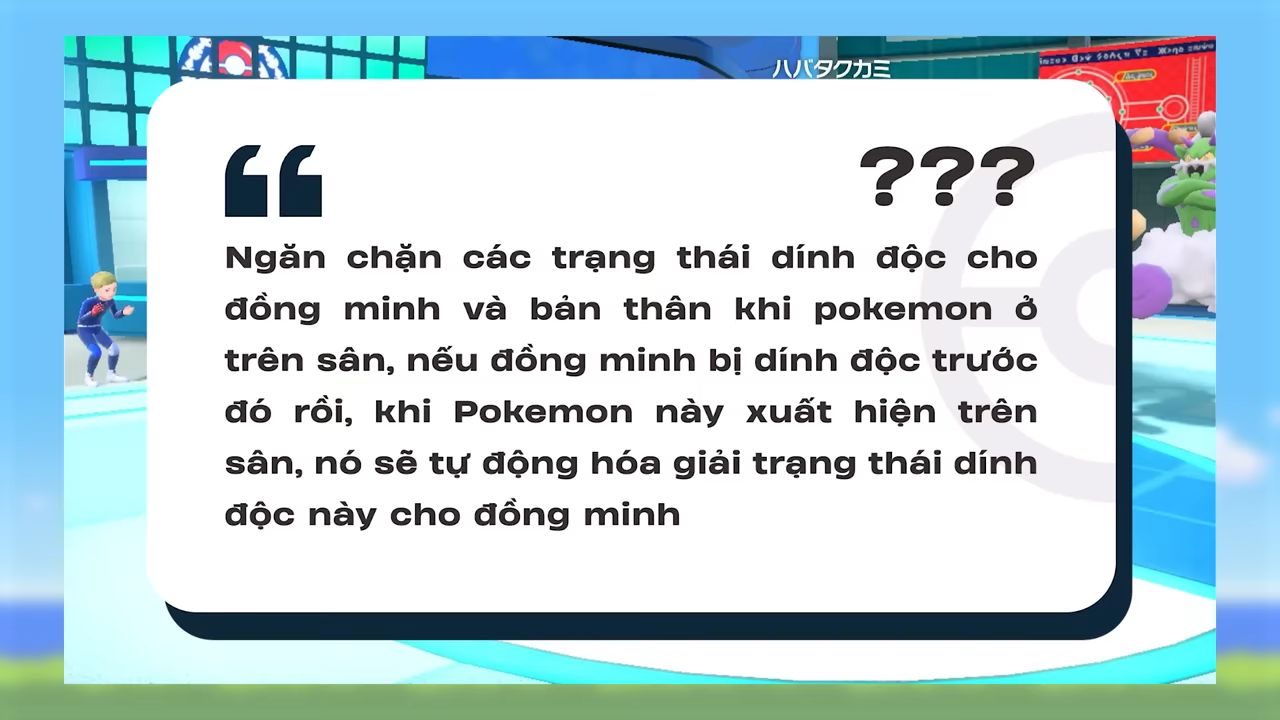 ハバタクカミ
???
Ngăn chặn các trạng thái dính độc cho
đồng minh và bản thân khi pokemon ở
trên sân, nếu đồng minh bị dính độc trước
đó rồi, khi Pokemon này xuất hiện trên
sân, nó sẽ tự động hóa giải trạng thái dính
độc này cho đồng minh